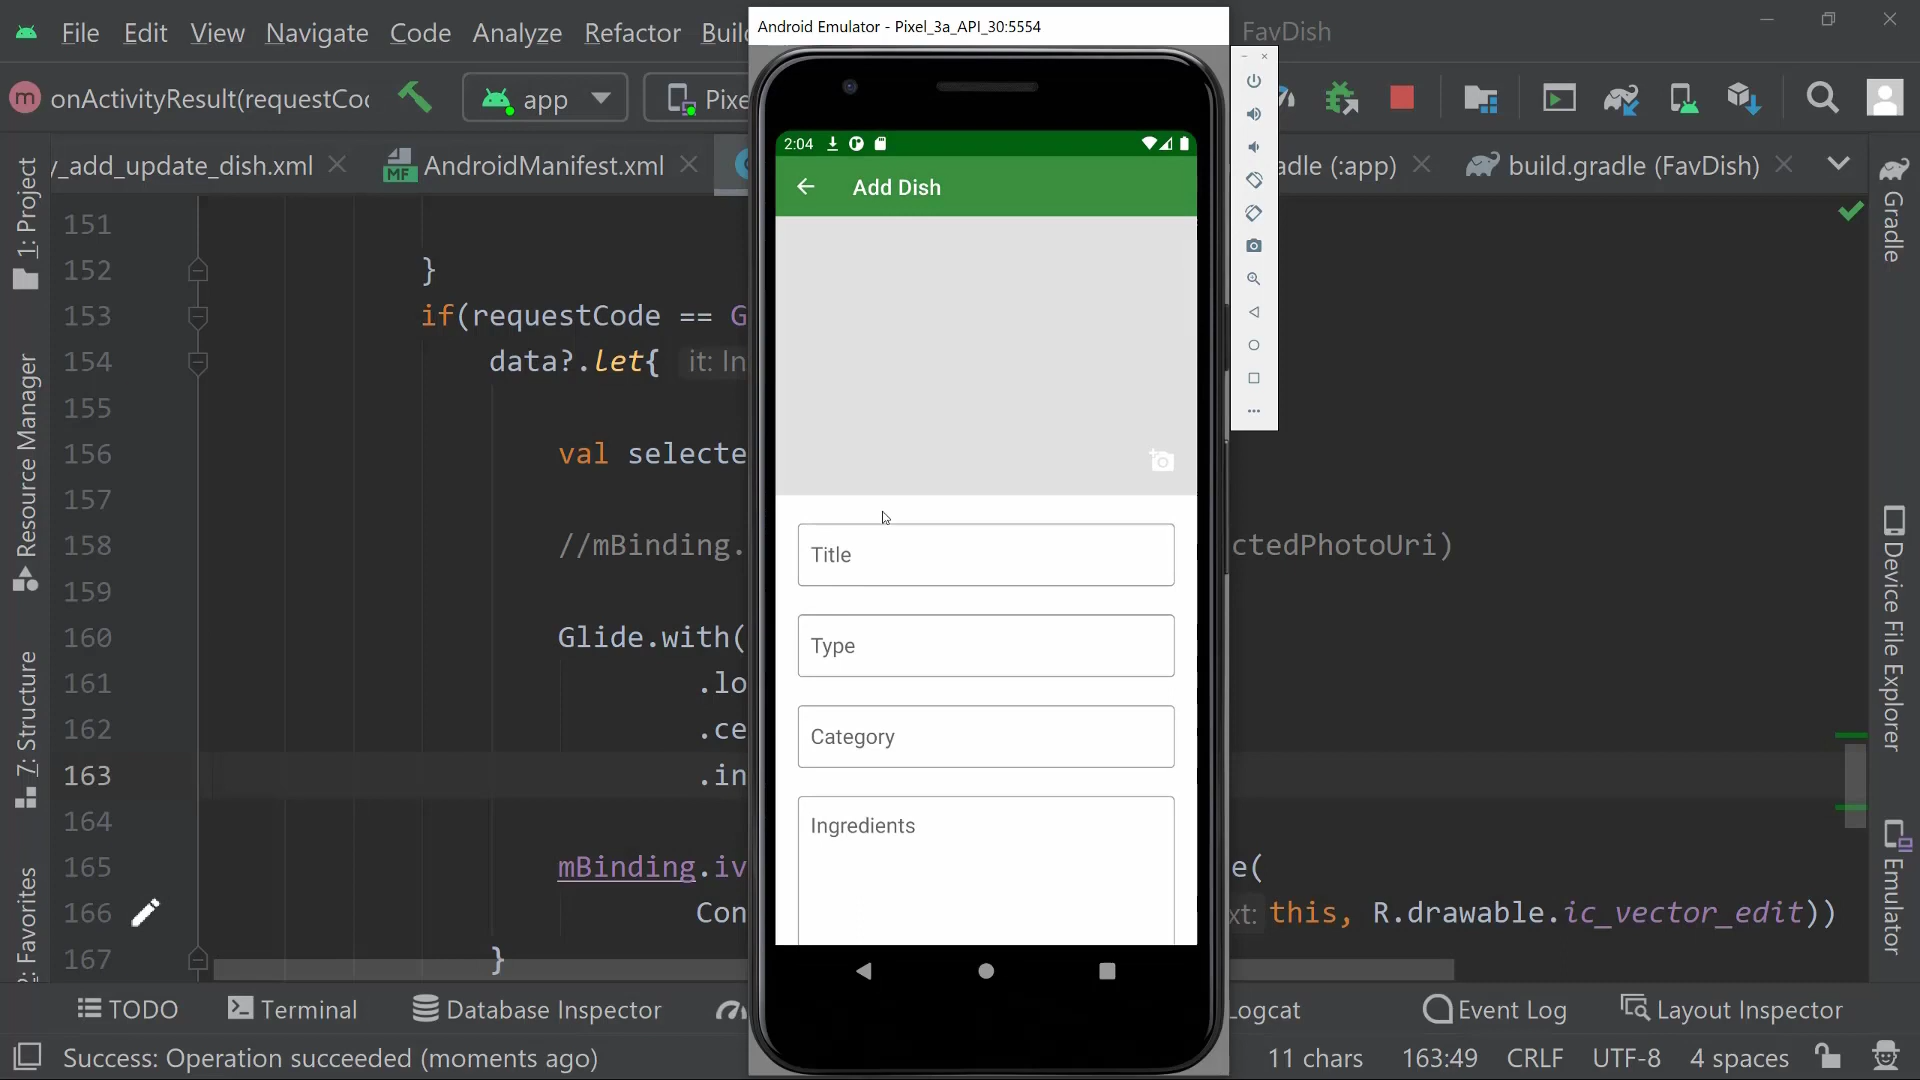 Android Emulator - Pixel_3a_API_30:5554
File Edit View Navigate Code Analyze Refactor
FavDish
m onActivityResult(requestCo
app
2:04
Add Dish
y_add_update_dish.xml
MF AndroidManifest.xml
(:app)
build.gradle (FavDish)
1: Project
Resource Manager
7: Structure
2: Favorites
151
152 }
153 if(requestCode == G
154 data?.let{ it: In
155
156 val selecte
157
158 //mBinding. ctedPhotoUri)
159
160 Glide.with(
161 .lo
162 .ce
163 .in
164
165 mBinding.iv e(
166 Con xt: this, R.drawable.ic_vector_edit))
167 }
Title
Type
Category
Ingredients
Gradle
Device File Explorer
Emulator
TODO Terminal Database Inspector Logcat Event Log Layout Inspector
Success: Operation succeeded (moments ago) 11 chars 163:49 CRLF UTF-8 4 spaces